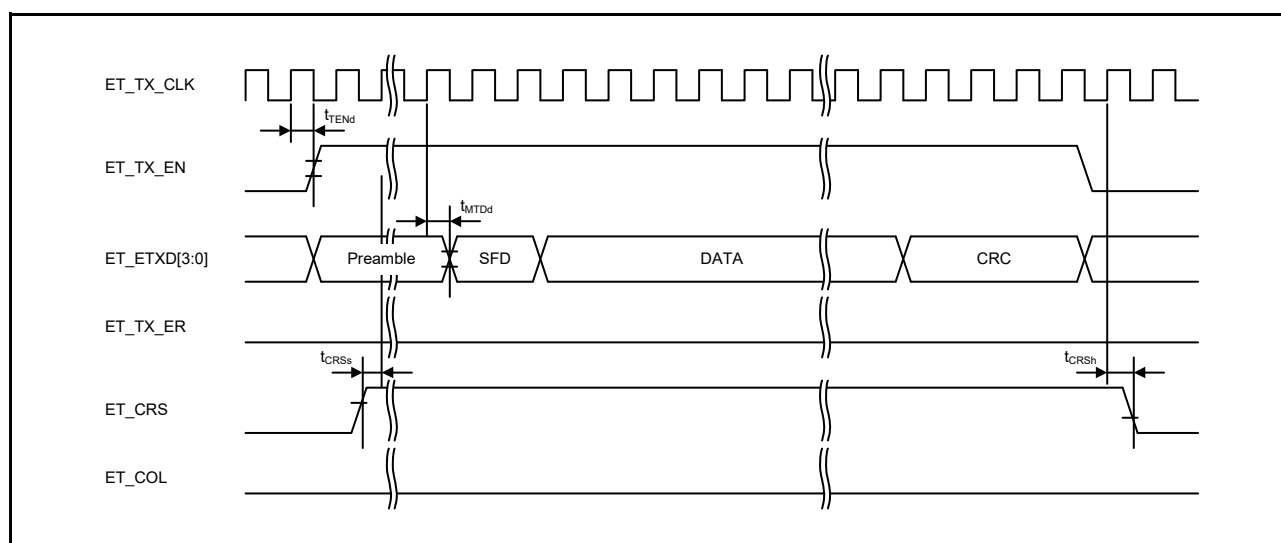 ET_TX_CLK
tTENd
ET_TX_EN
tMTDd
ET_ETXD[3:0]
Preamble
SFD
DATA
CRC
ET_TX_ER
tCRSs
tCRSh
ET_CRS
ET_COL